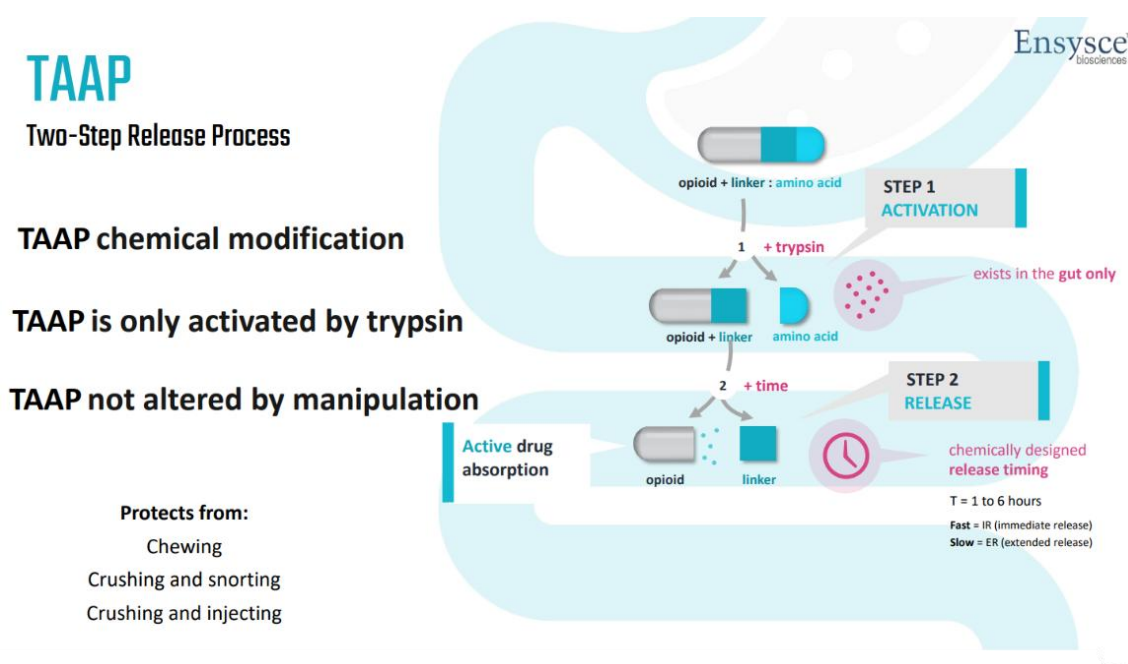 Ensysce
biosciences
TAAP
Two-Step Release Process
TAAP chemical modification
TAAP is only activated by trypsin
TAAP not altered by manipulation
Protects from:
Chewing
Crushing and snorting
Crushing and injecting
opioid + linker : amino acid
STEP 1
ACTIVATION
1 + trypsin
exists in the gut only
opioid + linker amino acid
2 + time
STEP 2
RELEASE
Active drug
absorption
opioid linker
chemically designed
release timing
T = 1 to 6 hours
Fast = IR (immediate release)
Slow = ER (extended release)